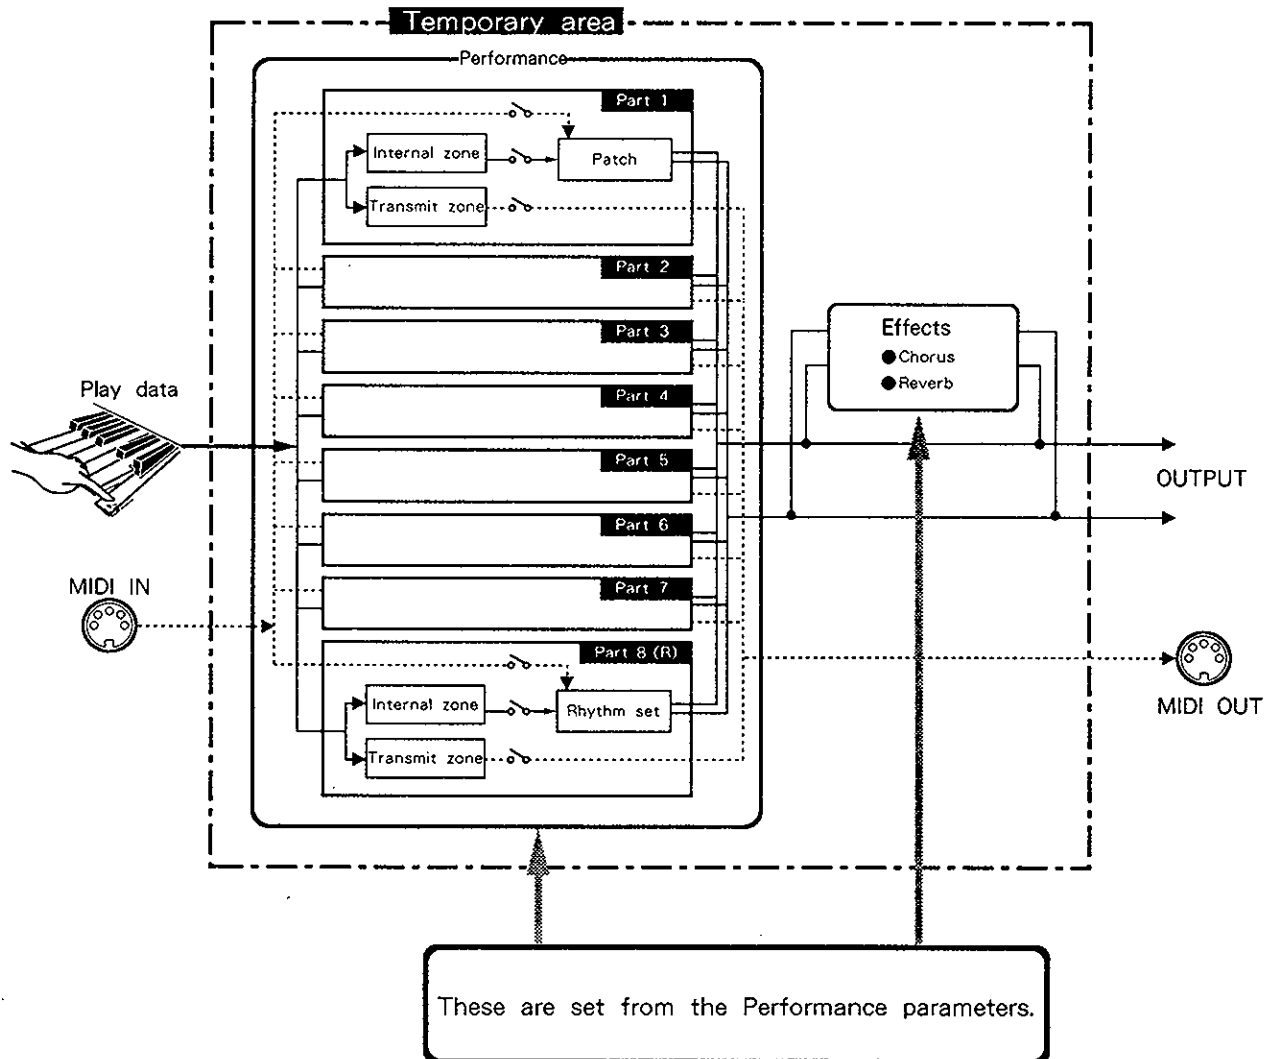 Temporary area
Performance
Part 1
Internal zone
Patch
Transmit zone
Part 2
Part 3
Part 4
Part 5
Part 6
Part 7
Part 8 (R)
Internal zone
Rhythm set
Transmit zone
Play data
MIDI IN
Effects
●Chorus
●Reverb
OUTPUT
MIDI OUT
These are set from the Performance parameters.